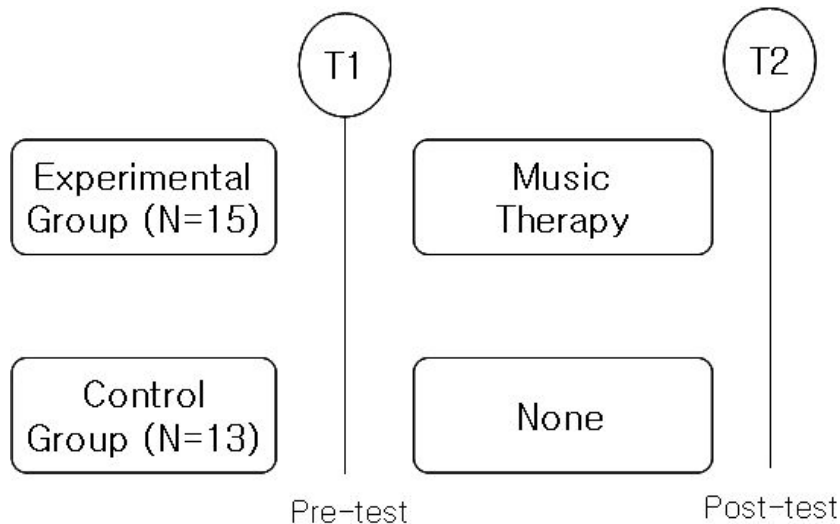 T1
T2
Experimental
Group (N=15)
Music
Therapy
Control
Group (N=13)
None
Pre-test
Post-test